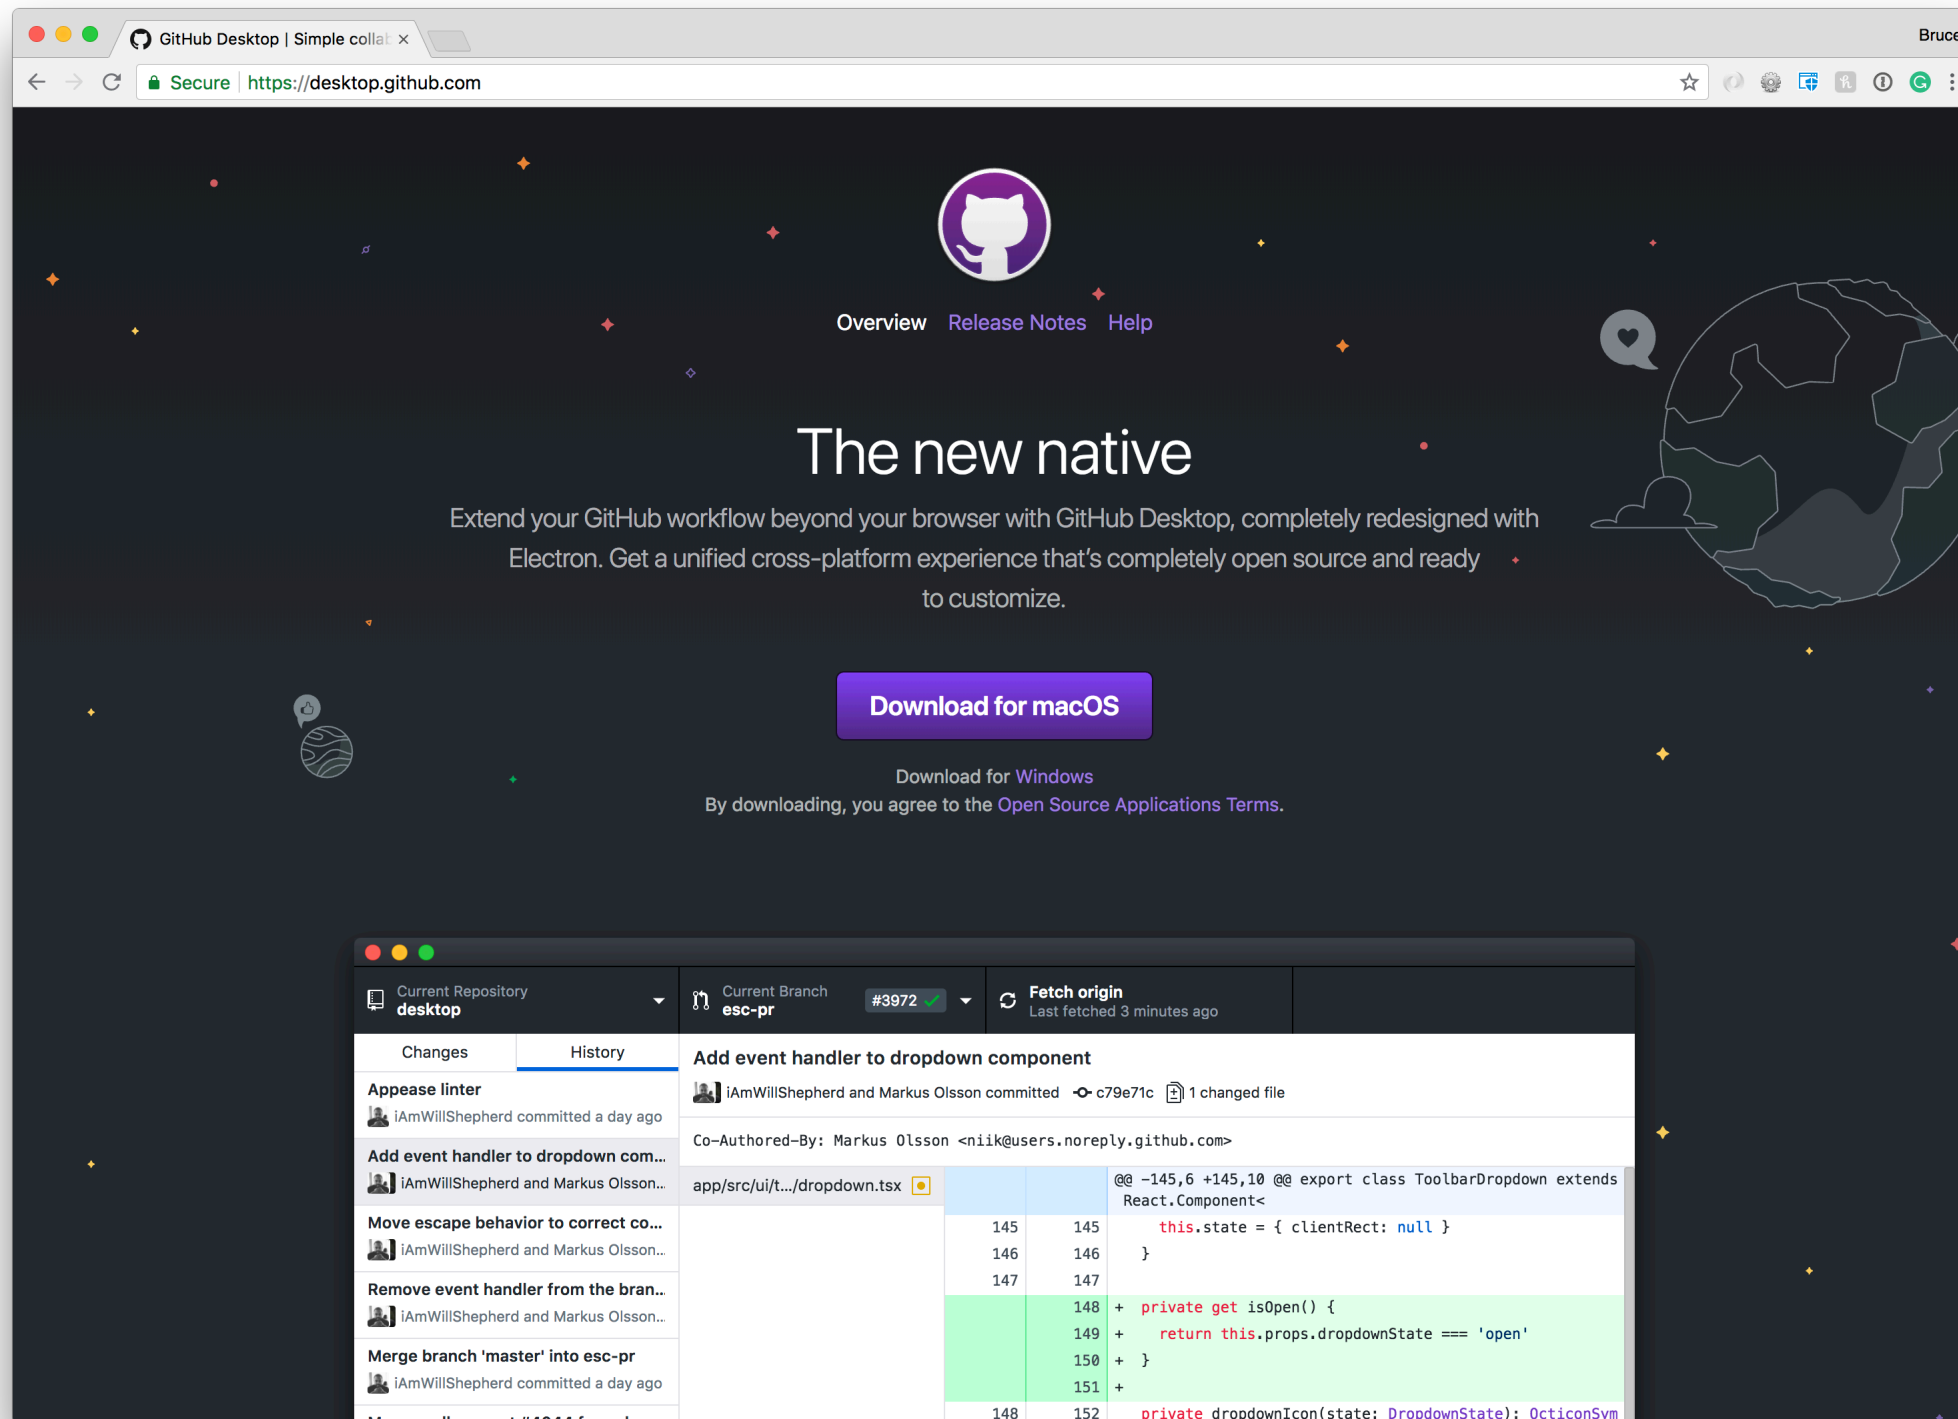 GitHub Desktop | Simple colla
Bruce
Secure
https://desktop.github.com
Overview Release Notes Help
The new native
Extend your GitHub workflow beyond your browser with GitHub Desktop, completely redesigned with
Electron. Get a unified cross-platform experience that’s completely open source and ready
to customize.
Download for macOS
Download for Windows
By downloading, you agree to the Open Source Applications Terms.
Current Repository
desktop
Current Branch
esc-pr
#3972
Fetch origin
Last fetched 3 minutes ago
Changes
History
Appease linter
iAmWillShepherd committed a day ago
Add event handler to dropdown com...
iAmWillShepherd and Markus Olsson...
Move escape behavior to correct co...
iAmWillShepherd and Markus Olsson...
Remove event handler from the bran...
iAmWillShepherd and Markus Olsson...
Merge branch 'master' into esc-pr
iAmWillShepherd committed a day ago
Add event handler to dropdown component
iAmWillShepherd and Markus Olsson committed c79e71c 1 changed file
Co-Authored-By: Markus Olsson <niik@users.noreply.github.com>
app/src/ui/t.../dropdown.tsx
@@ -145,6 +145,10 @@ export class ToolbarDropdown extends
React.Component<
145 145 this.state = { clientRect: null }
146 146 }
147 147
148 + private get isOpen() {
149 + return this.props.dropdownState === 'open'
150 + }
151 +
148 152 private dropdownIcon(state: DropdownState): OcticonSym